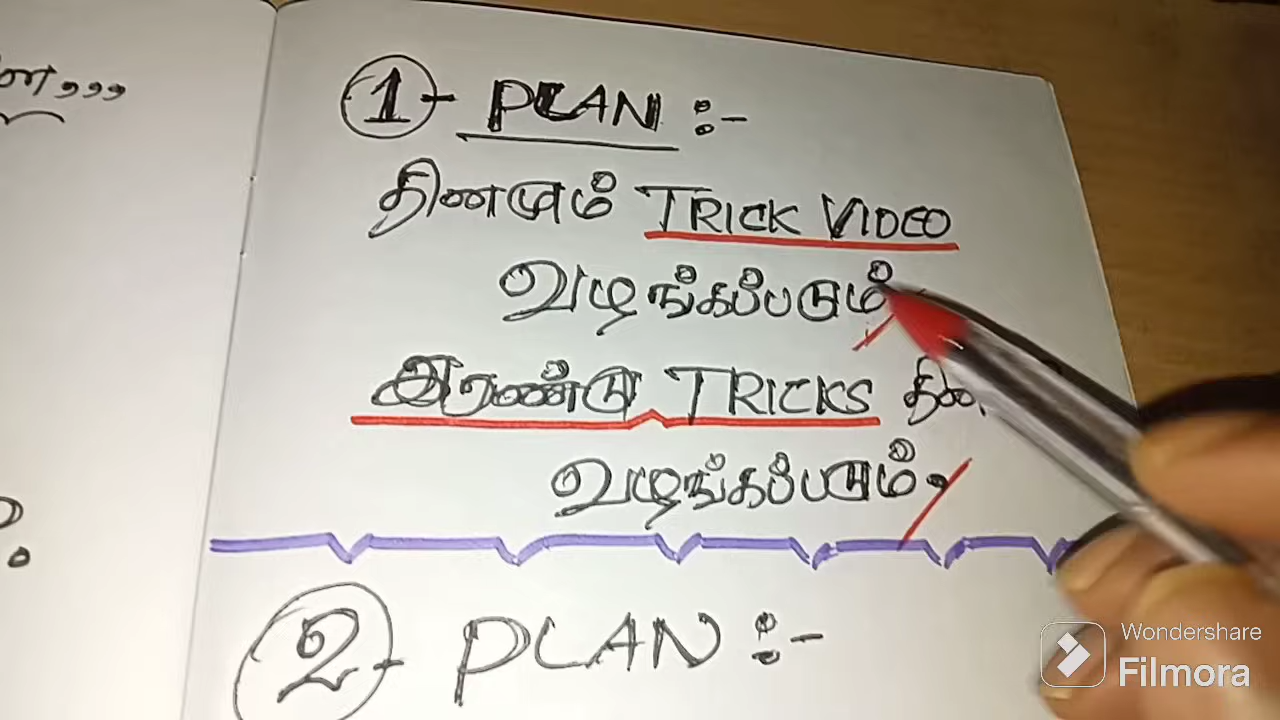 1 - PLAN :-
தினமும் TRICK VIDEO
வழங்கப்படும்
இரண்டு TRICKS
வழங்கப்படும்.
2 - PLAN :-
Wondershare
Filmora